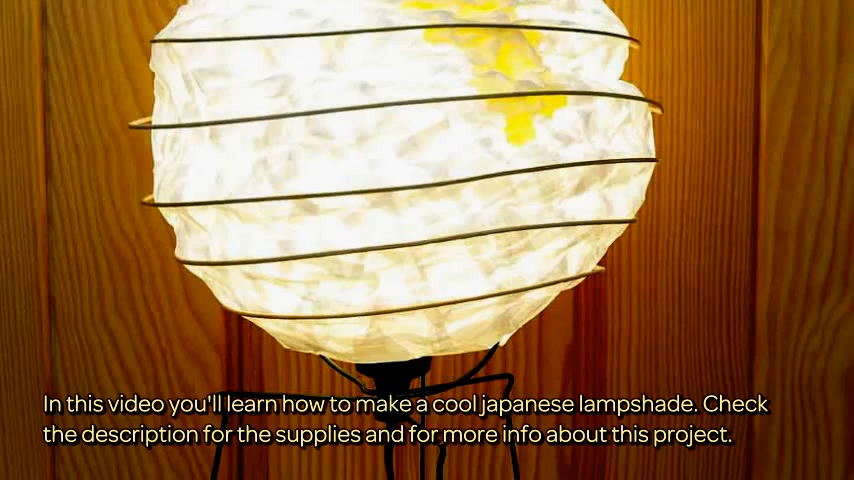 In this video you'll learn how to make a cool japanese lampshade. Check
the description for the supplies and for more info about this project.